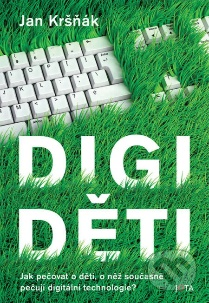 Jan Kršňák
DIGI
DĚTI
Jak pečovat o děti, o něž současně
pečují digitální technologie?